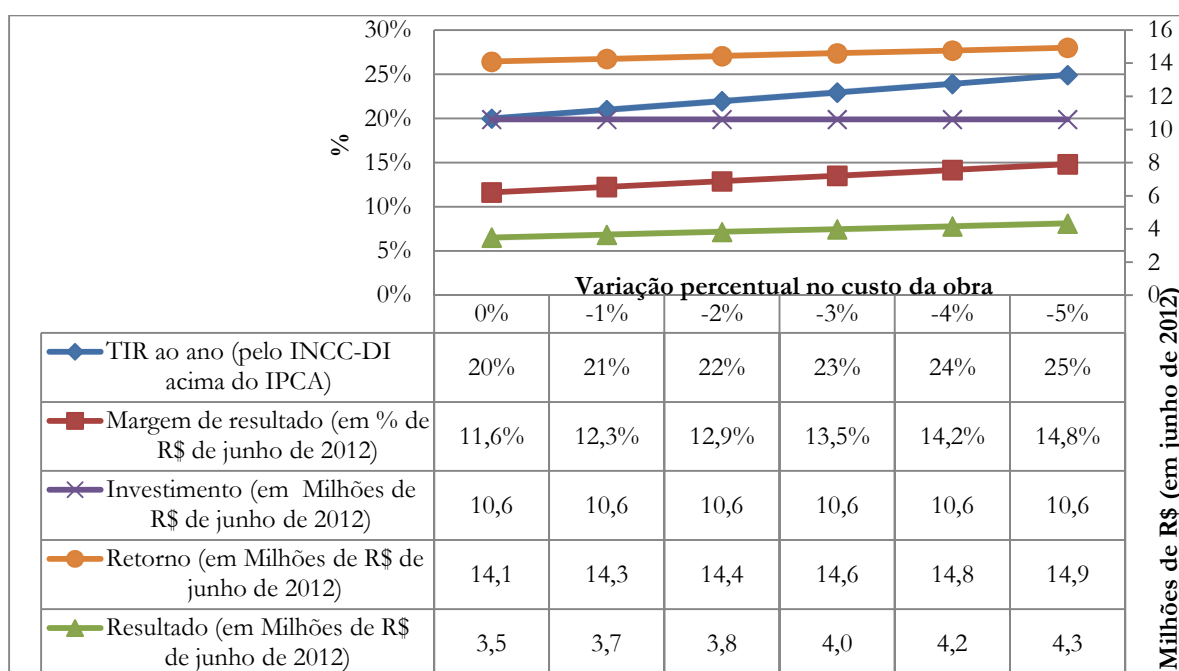 30%
25%
20%
15%
10%
5%
0%
%
16
14
12
10
8
6
4
2
0
Milhões de R$ (em junho de 2012)
Variação percentual no custo da obra
0% -1% -2% -3% -4% -5%
TIR ao ano (pelo INCC-DI
acima do IPCA)
20% 21% 22% 23% 24% 25%
Margem de resultado (em % de
R$ de junho de 2012)
11,6% 12,3% 12,9% 13,5% 14,2% 14,8%
Investimento (em Milhões de
R$ de junho de 2012)
10,6 10,6 10,6 10,6 10,6 10,6
Retorno (em Milhões de R$ de
junho de 2012)
14,1 14,3 14,4 14,6 14,8 14,9
Resultado (em Milhões de R$
de junho de 2012)
3,5 3,7 3,8 4,0 4,2 4,3